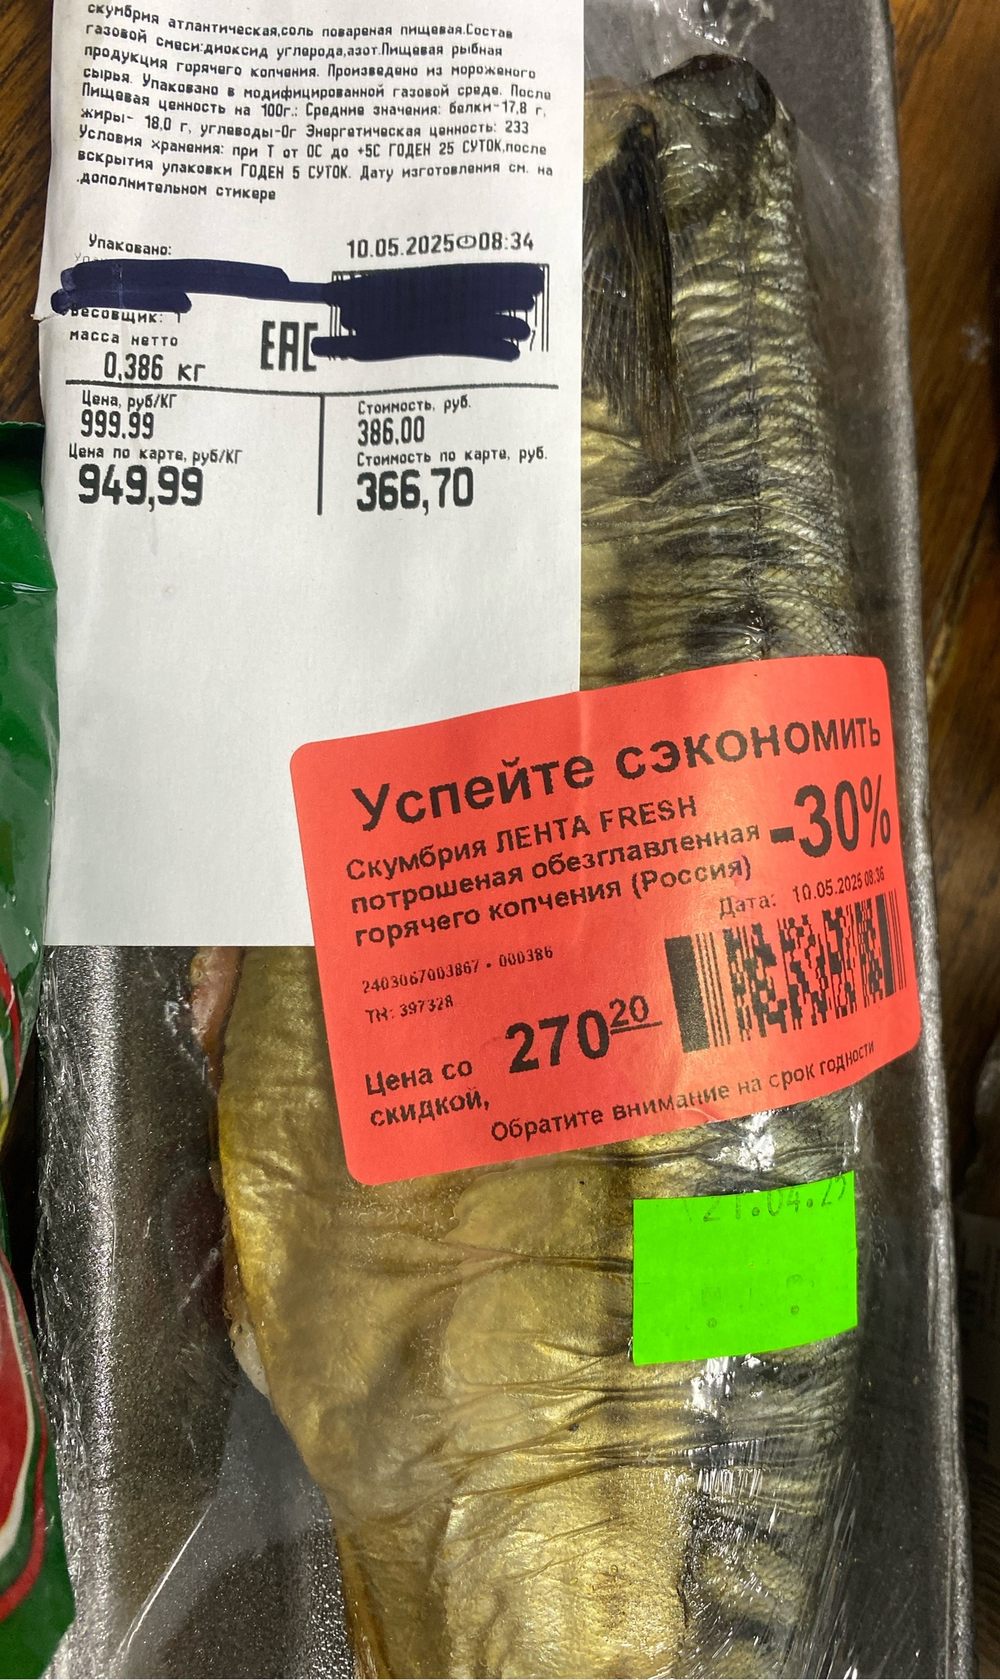 скумбрия атлантическая,соль поваренная пищевая.Состав
газовой смеси:диоксид углерода,азот.Пищевая рыбная
продукция горячего копчения. Произведено из мороженого
сырья. Упаковано в модифицированной газовой среде. После
Пищевая ценность на 100г.: Средние значения: белки-17,8 г,
жиры- 18,0 г, углеводы-0г Энергетическая ценность: 233
Условия хранения: при Т от 0С до +5С ГОДЕН 25 СУТОК,после
вскрытия упаковки ГОДЕН 5 СУТОК. Дату изготовления см. на
.дополнительном стикере
Упаковано:
10.05.2025 08:34
весовщик: 1
масса нетто
0,386 кг
EAC
7
Цена, руб/КГ
999.99
Цена по карте, руб/КГ
949,99
Стоимость, руб.
386.00
Стоимость по карте, руб.
366,70
Успейте сэкономить
Скумбрия ЛЕНТА FRESH
потрошеная обезглавленная
горячего копчения (Россия)
-30%
Дата: 10.05.2025 08:36
2403067003867 • 000386
ТК: 397328
Цена со
скидкой,
270 20
Обратите внимание на срок годности
21.04.25